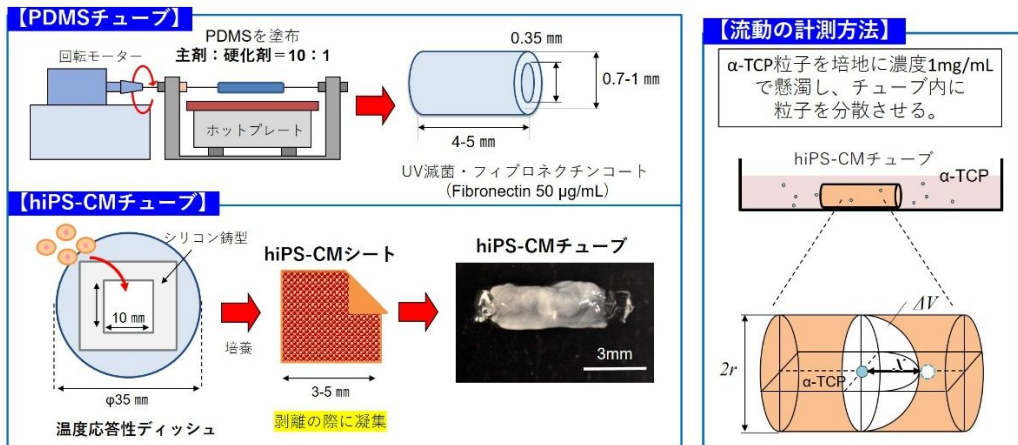 【PDMSチューブ】
回転モーター
PDMSを塗布
主剤：硬化剤＝10：1
ホットプレート
0.35 ㎜
0.7-1 ㎜
4-5 ㎜
UV滅菌・フィブロネクチンコート
(Fibronectin 50 μg/mL)
【hiPS-CMチューブ】
シリコン鋳型
10 ㎜
φ35 ㎜
温度応答性ディッシュ
培養
hiPS-CMシート
3-5 ㎜
剥離の際に凝集
hiPS-CMチューブ
3mm
【流動の計測方法】
α-TCP粒子を培地に濃度1mg/mL
で懸濁し、チューブ内に
粒子を分散させる。
hiPS-CMチューブ
α-TCP
ΔV
2r
α-TCP
x